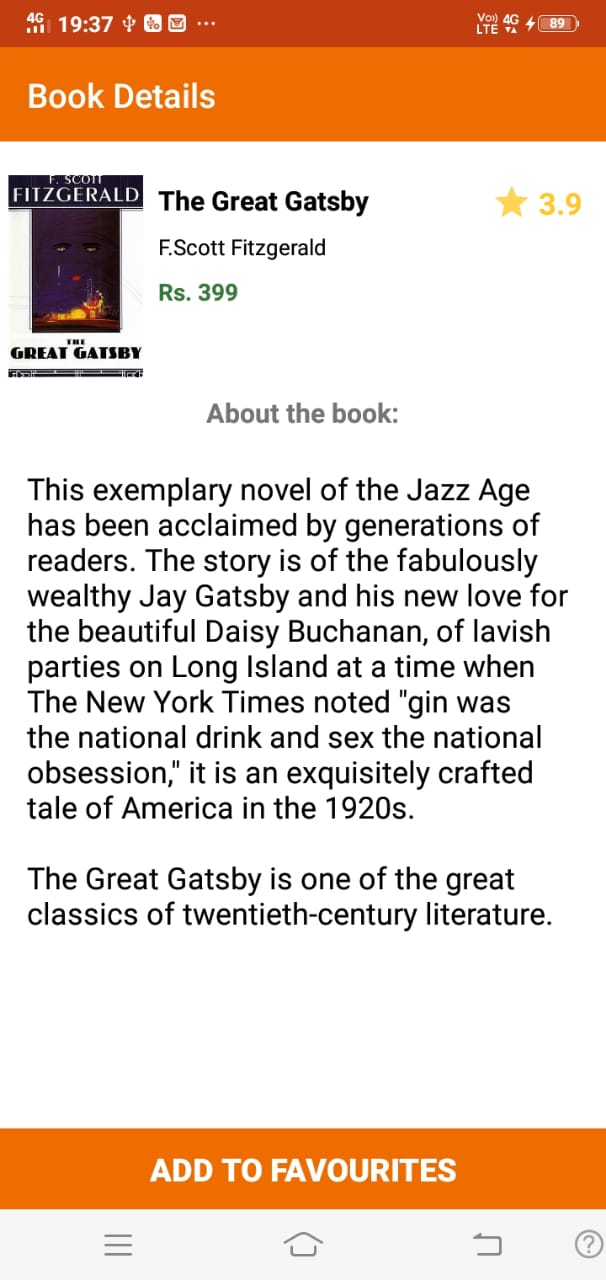 4G 19:37 ... Vo) 4G LTE 89
Book Details
F. SCOTT
FITZGERALD
THE
GREAT GATSBY
The Great Gatsby
3.9
F.Scott Fitzgerald
Rs. 399
About the book:
This exemplary novel of the Jazz Age
has been acclaimed by generations of
readers. The story is of the fabulously
wealthy Jay Gatsby and his new love for
the beautiful Daisy Buchanan, of lavish
parties on Long Island at a time when
The New York Times noted "gin was
the national drink and sex the national
obsession," it is an exquisitely crafted
tale of America in the 1920s.
The Great Gatsby is one of the great
classics of twentieth-century literature.
ADD TO FAVOURITES
?